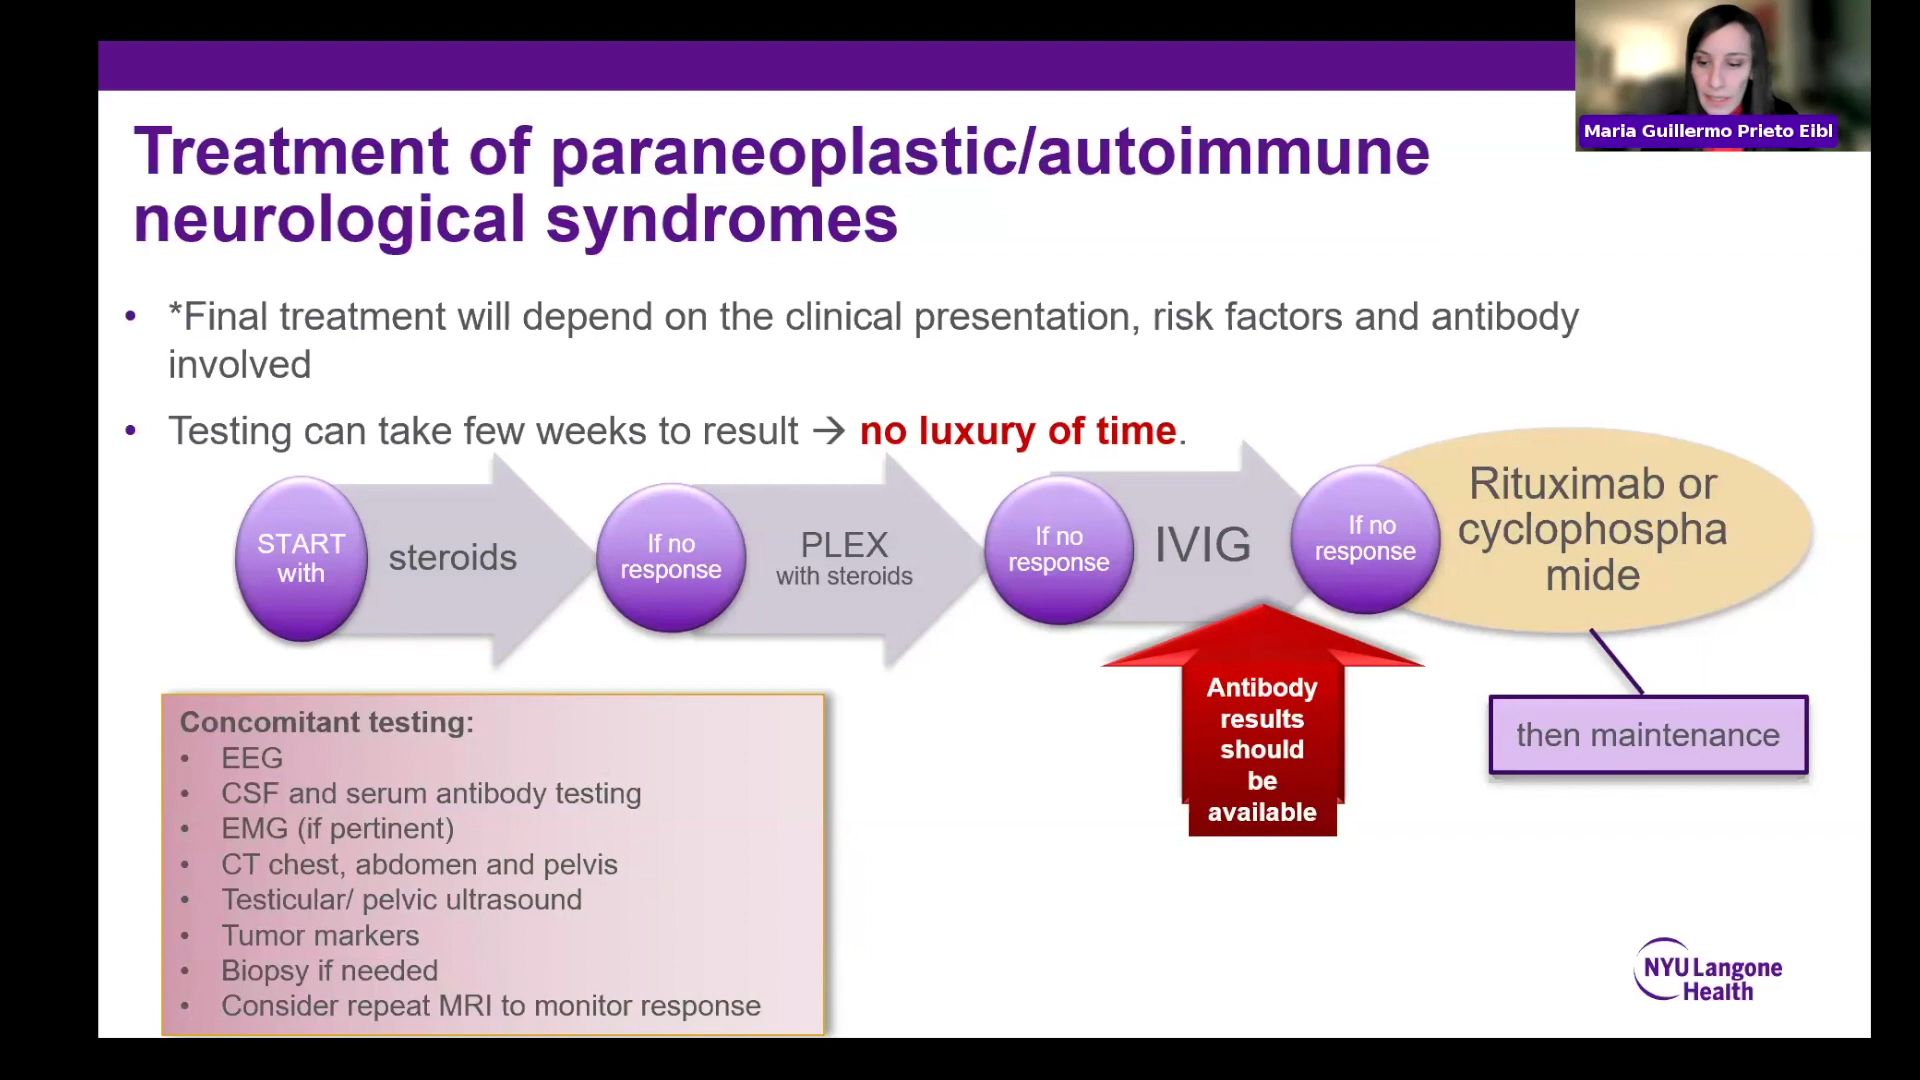 Maria Guillermo Prieto Eibl
Treatment of paraneoplastic/autoimmune
neurological syndromes
• *Final treatment will depend on the clinical presentation, risk factors and antibody
involved
• Testing can take few weeks to result → no luxury of time.
START
with
steroids
If no
response
PLEX
with steroids
If no
response
IVIG
If no
response
Rituximab or
cyclophospha
mide
Antibody
results
should
be
available
then maintenance
Concomitant testing:
• EEG
• CSF and serum antibody testing
• EMG (if pertinent)
• CT chest, abdomen and pelvis
• Testicular/ pelvic ultrasound
• Tumor markers
• Biopsy if needed
• Consider repeat MRI to monitor response
NYU Langone
Health